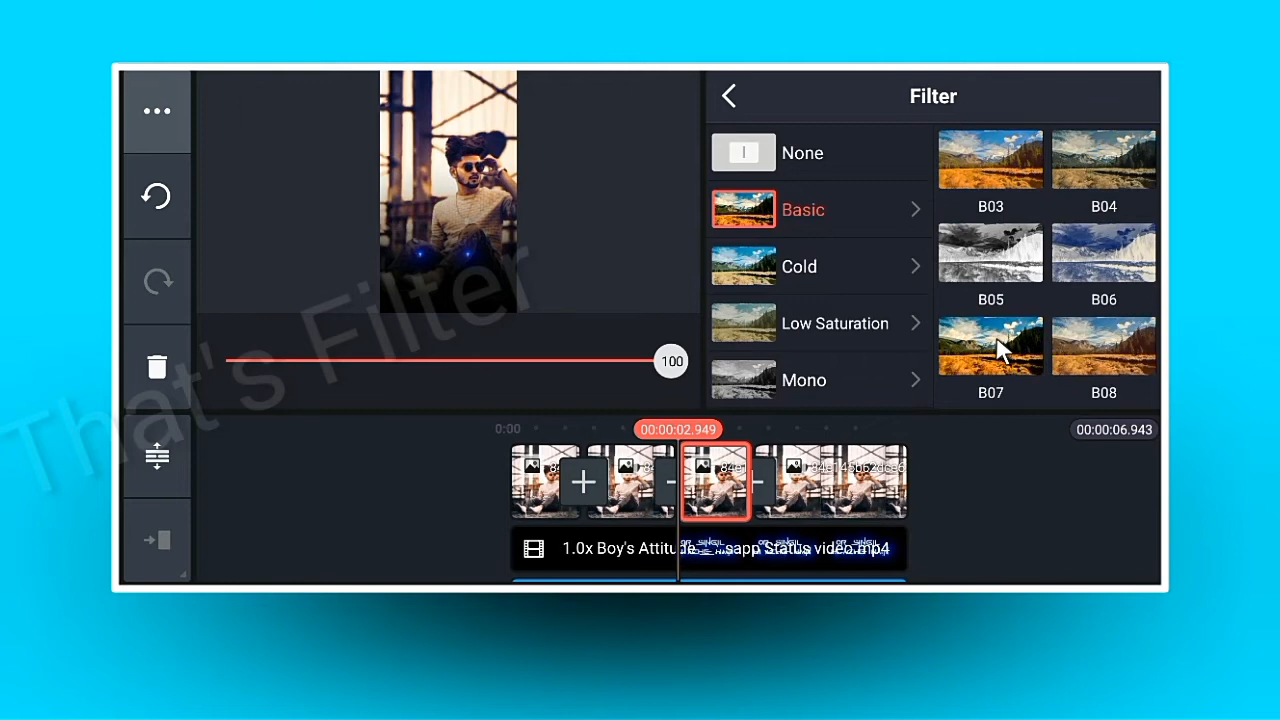 Filter
None
Basic
Cold
Low Saturation
Mono
B03
B04
B05
B06
B07
B08
100
That's Filter
0:00
00:00:02.949
00:00:06.943
84e145b62dce6
1.0x Boy's Attitude
sapp Status video.mp4